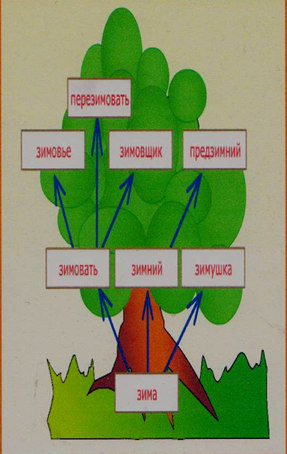 перезимовать
зимовье
зимовщик
предзимний
зимовать
зимний
зимушка
зима